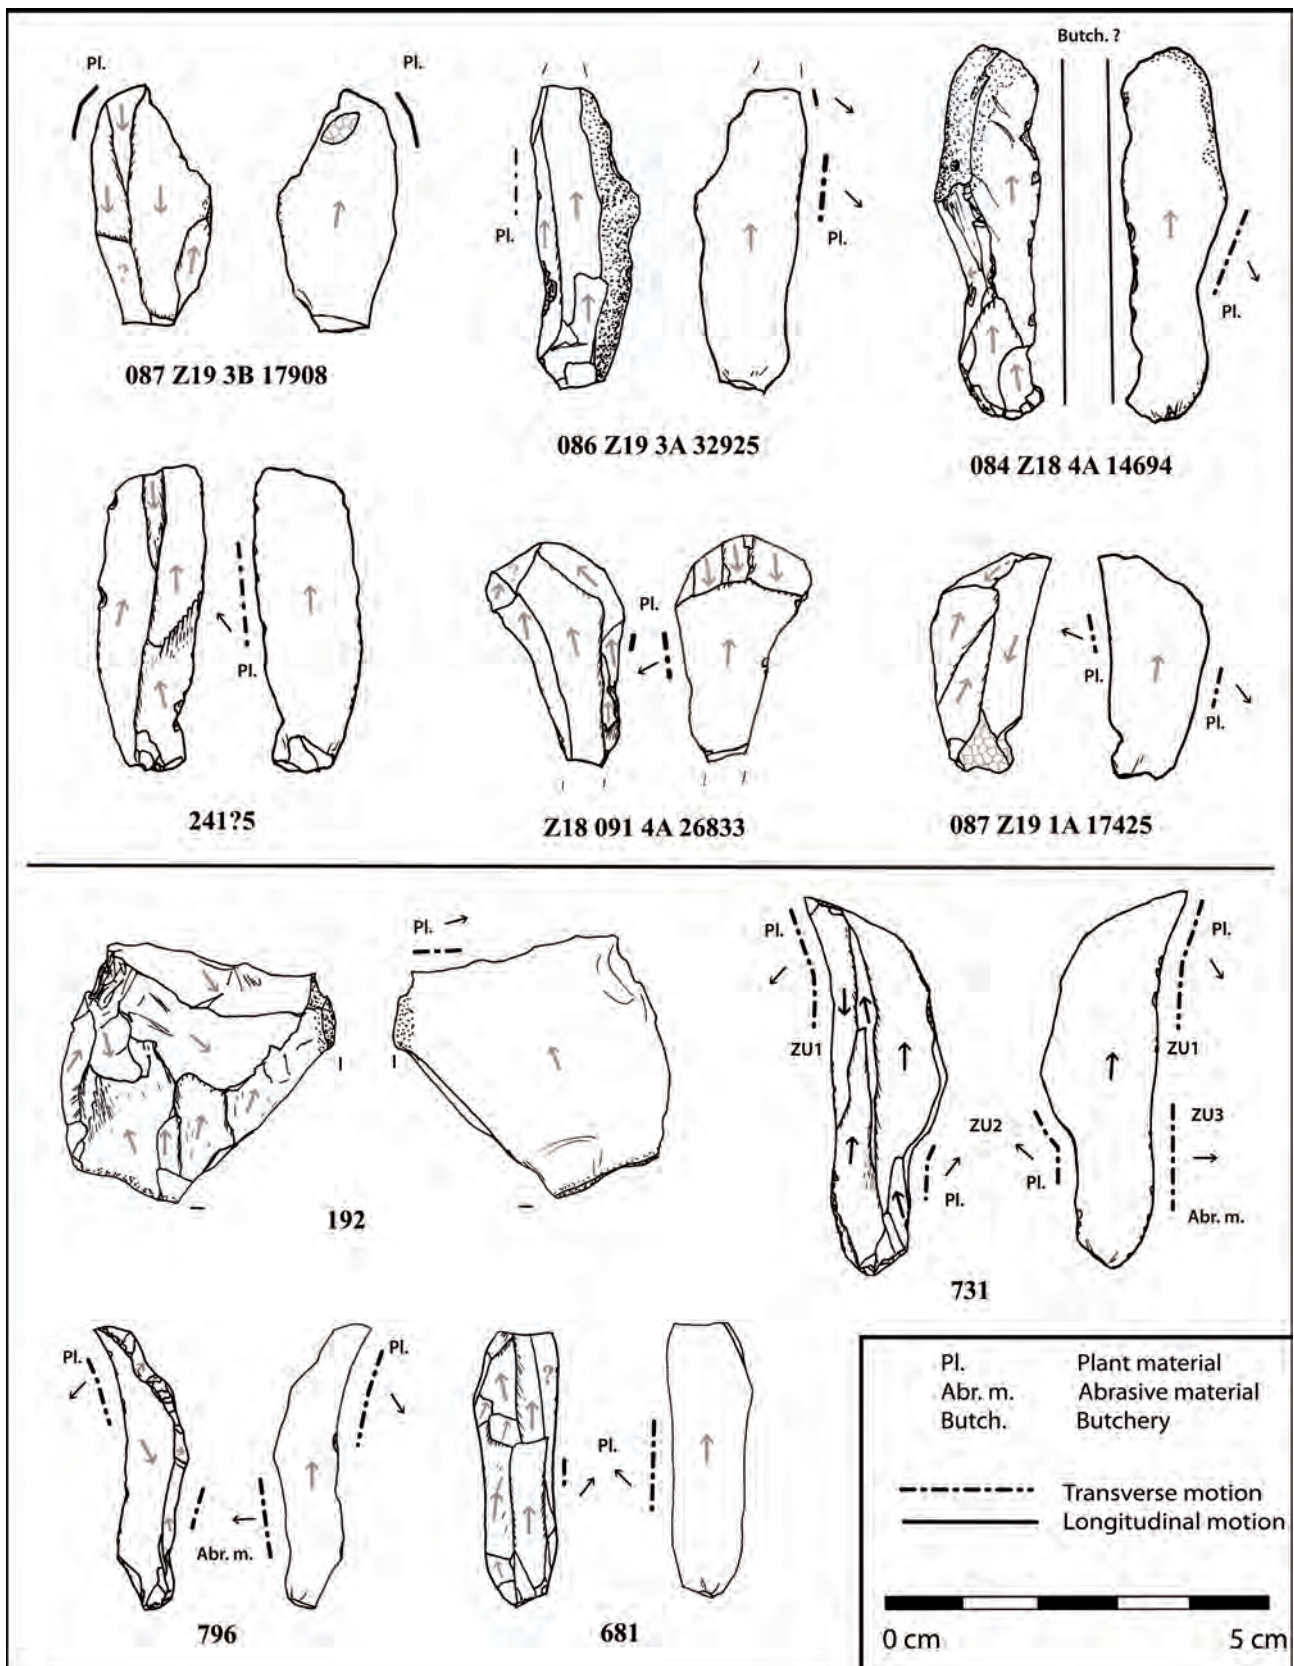 Pl.
Pl.
Pl.
Pl.
Butch. ?
Pl.
?
087 Z19 3B 17908
086 Z19 3A 32925
084 Z18 4A 14694
Pl.
Pl.
?
Pl.
Pl.
241?5
Z18 091 4A 26833
087 Z19 1A 17425
Pl.
192
Pl.
ZU1
ZU2
Pl.
Pl.
ZU1
Pl.
ZU3
Abr. m.
731
Pl.
Pl.
Abr. m.
796
?
Pl.
681
Pl. Plant material
Abr. m. Abrasive material
Butch. Butchery
Transverse motion
Longitudinal motion
0 cm 5 cm